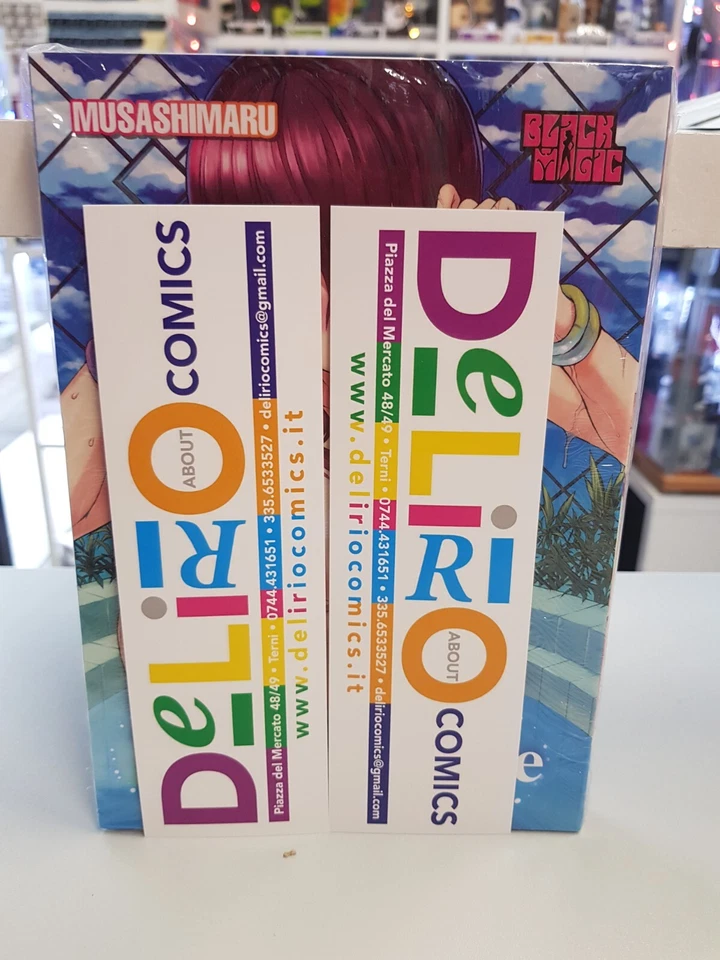 MUSASHIMARU
BLACK
MAGIC
DeLiRiO
ABOUT
COMICS
Piazza del Mercato 48/49 • Terni • 0744.431651 • 335.6533527 • deliriocomics@gmail.com
www.deliriocomics.it
DeLiRiO
ABOUT
COMICS
Piazza del Mercato 48/49 • Terni • 0744.431651 • 335.6533527 • deliriocomics@gmail.com
www.deliriocomics.it